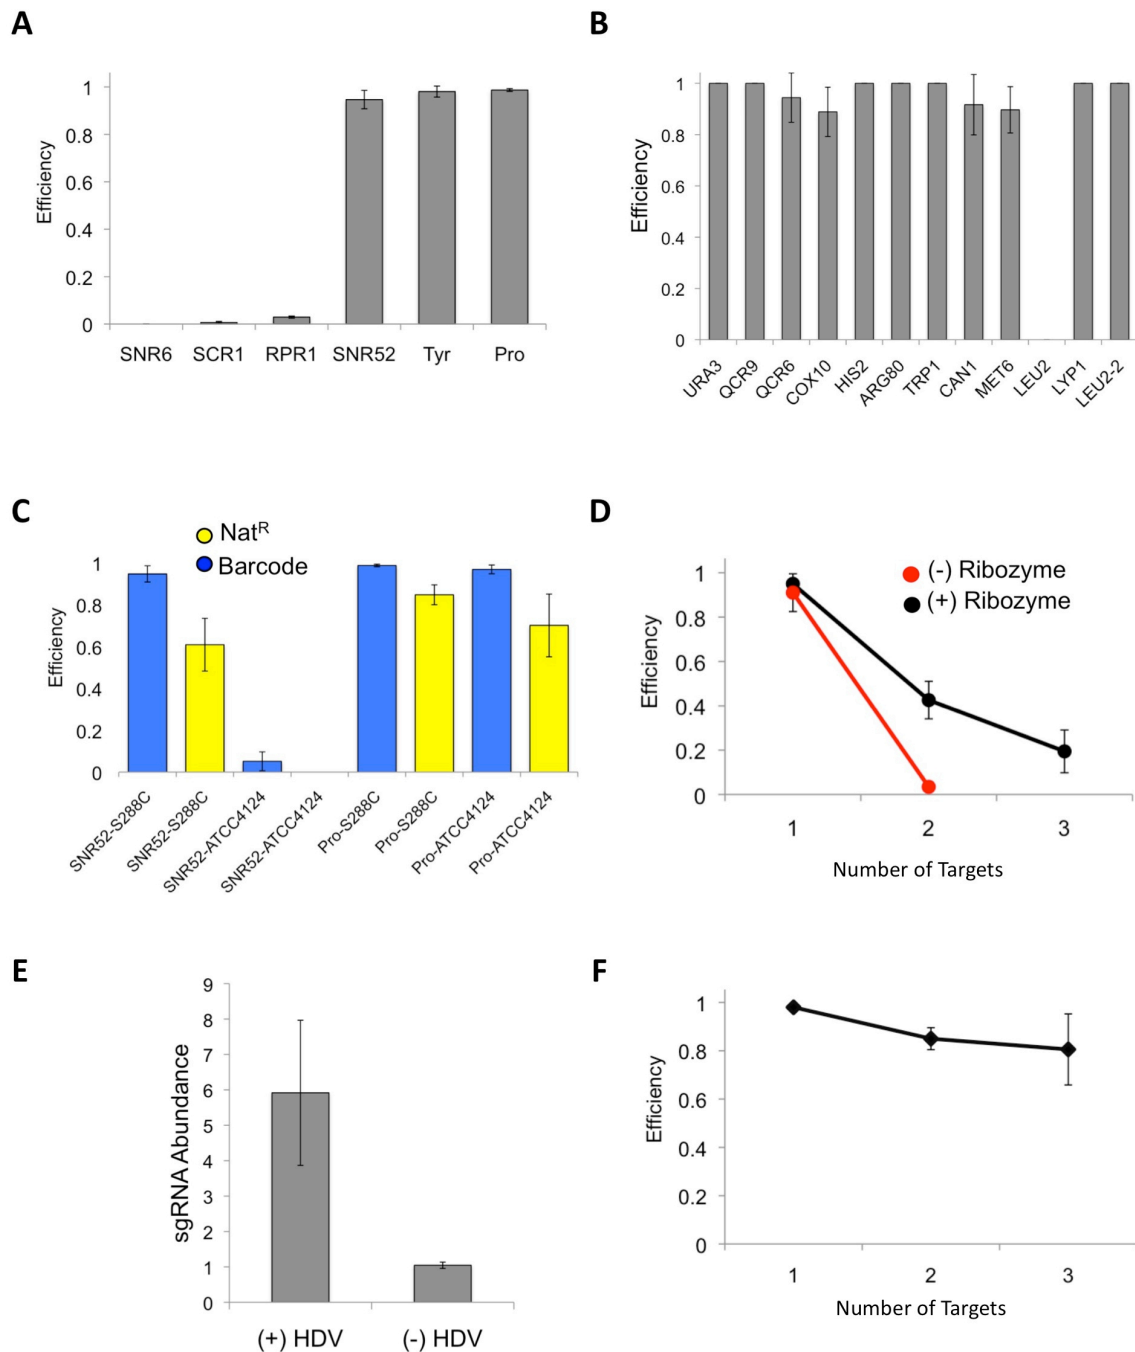 A
Efficiency
1
0.8
0.6
0.4
0.2
0
SNR6 SCR1 RPR1 SNR52 Tyr Pro
B
Efficiency
1
0.8
0.6
0.4
0.2
0
URA3 QCR9 QCR6 COX10 HIS2 ARG80 TRP1 CAN1 MET6 LEU2 LYP1 LEU2-2
C
Nat^R
Barcode
Efficiency
1
0.8
0.6
0.4
0.2
0
SNR52-S288C SNR52-S288C SNR52-ATCC4124 SNR52-ATCC4124 Pro-S288C Pro-S288C Pro-ATCC4124 Pro-ATCC4124
D
(-) Ribozyme
(+) Ribozyme
Efficiency
1
0.8
0.6
0.4
0.2
0
1 2 3
Number of Targets
E
sgRNA Abundance
9
8
7
6
5
4
3
2
1
0
(+) HDV (-) HDV
F
Efficiency
1
0.8
0.6
0.4
0.2
0
1 2 3
Number of Targets